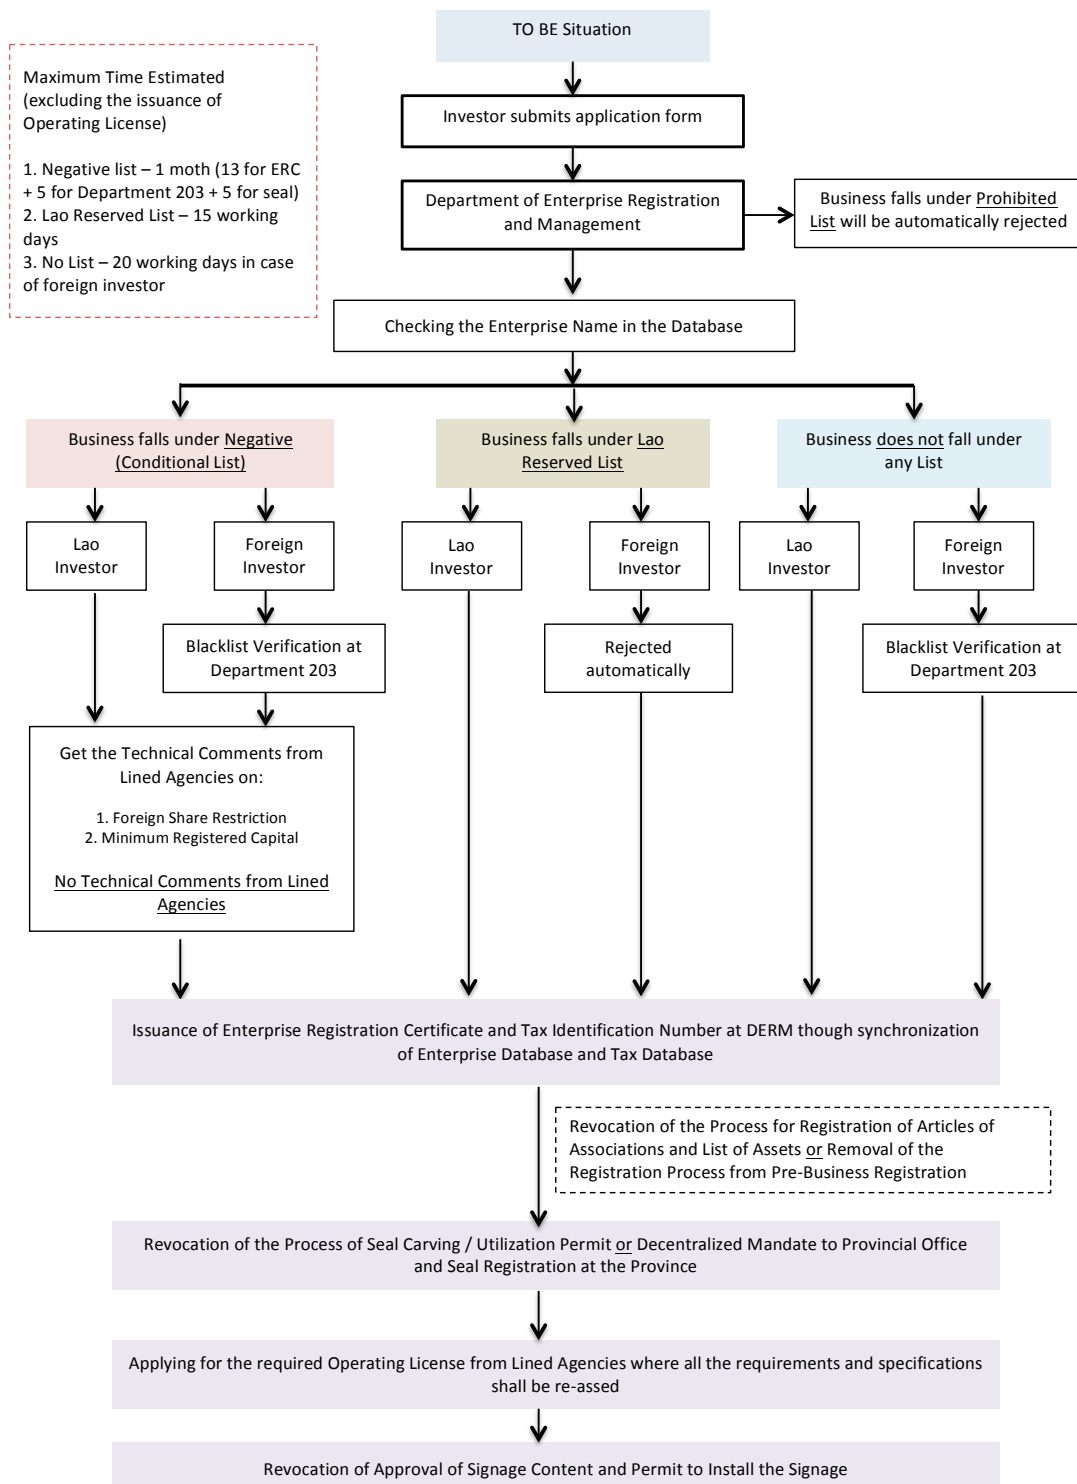 TO BE Situation
Maximum Time Estimated
(excluding the issuance of
Operating License)
1. Negative list – 1 moth (13 for ERC
+ 5 for Department 203 + 5 for seal)
2. Lao Reserved List – 15 working
days
3. No List – 20 working days in case
of foreign investor
Investor submits application form
Department of Enterprise Registration
and Management
Business falls under Prohibited
List will be automatically rejected
Checking the Enterprise Name in the Database
Business falls under Negative
(Conditional List)
Business falls under Lao
Reserved List
Business does not fall under
any List
Lao
Investor
Foreign
Investor
Lao
Investor
Foreign
Investor
Lao
Investor
Foreign
Investor
Blacklist Verification at
Department 203
Rejected
automatically
Blacklist Verification at
Department 203
Get the Technical Comments from
Lined Agencies on:
1. Foreign Share Restriction
2. Minimum Registered Capital
No Technical Comments from Lined
Agencies
Issuance of Enterprise Registration Certificate and Tax Identification Number at DERM though synchronization
of Enterprise Database and Tax Database
Revocation of the Process for Registration of Articles of
Associations and List of Assets or Removal of the
Registration Process from Pre-Business Registration
Revocation of the Process of Seal Carving / Utilization Permit or Decentralized Mandate to Provincial Office
and Seal Registration at the Province
Applying for the required Operating License from Lined Agencies where all the requirements and specifications
shall be re-assed
Revocation of Approval of Signage Content and Permit to Install the Signage